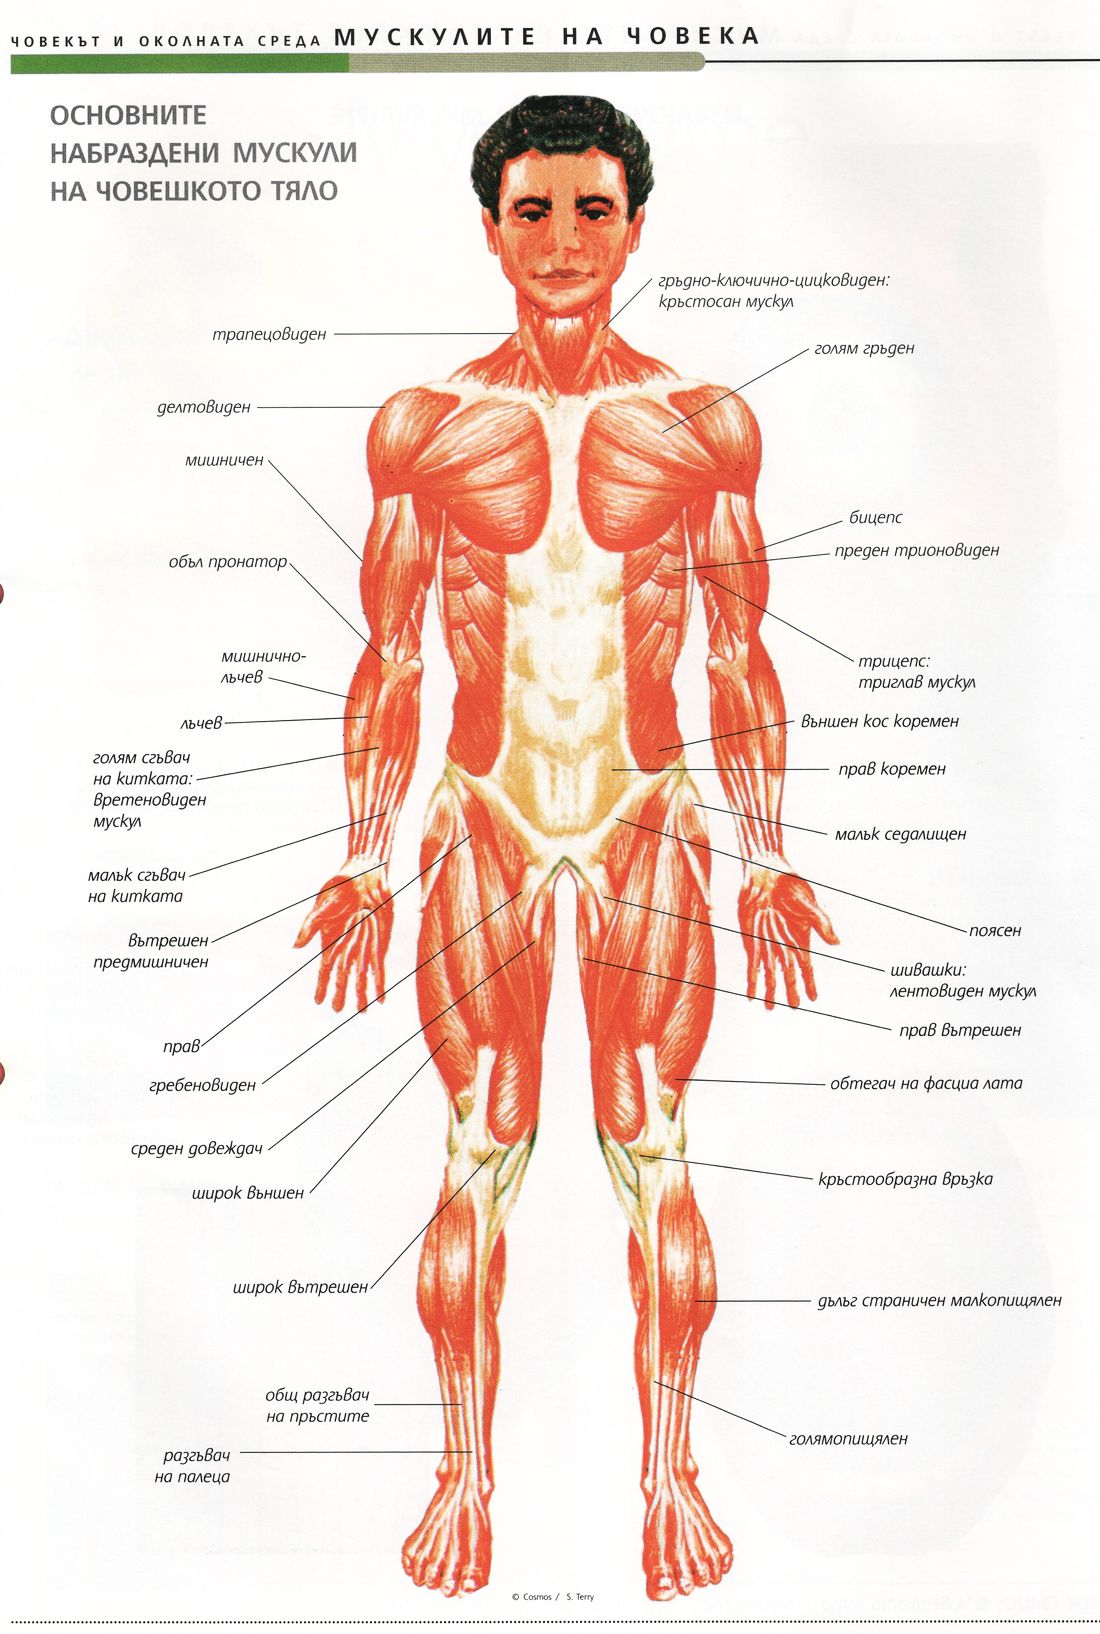 ЧОВЕКЪТ И ОКОЛНАТА СРЕДА МУСКУЛИТЕ НА ЧОВЕКА
ОСНОВНИТЕ
НАБРАЗДЕНИ МУСКУЛИ
НА ЧОВЕШКОТО ТЯЛО
гръдно-ключично-цицковиден:
кръстосан мускул
трапецовиден
голям гръден
делтовиден
мишничен
бицепс
преден трионовиден
объл пронатор
мишнично-
лъчев
трицепс:
триглав мускул
лъчев
външен кос коремен
голям сгъвач
на китката:
вретеновиден
мускул
прав коремен
малък седалищен
малък сгъвач
на китката
поясен
вътрешен
предмишничен
шивашки:
лентовиден мускул
прав вътрешен
прав
гребеновиден
обтегач на фасциа лата
среден довеждач
кръстообразна връзка
широк външен
широк вътрешен
дълъг страничен малкопищялен
общ разгъвач
на пръстите
голямопищялен
разгъвач
на палеца
© Cosmos / S. Terry